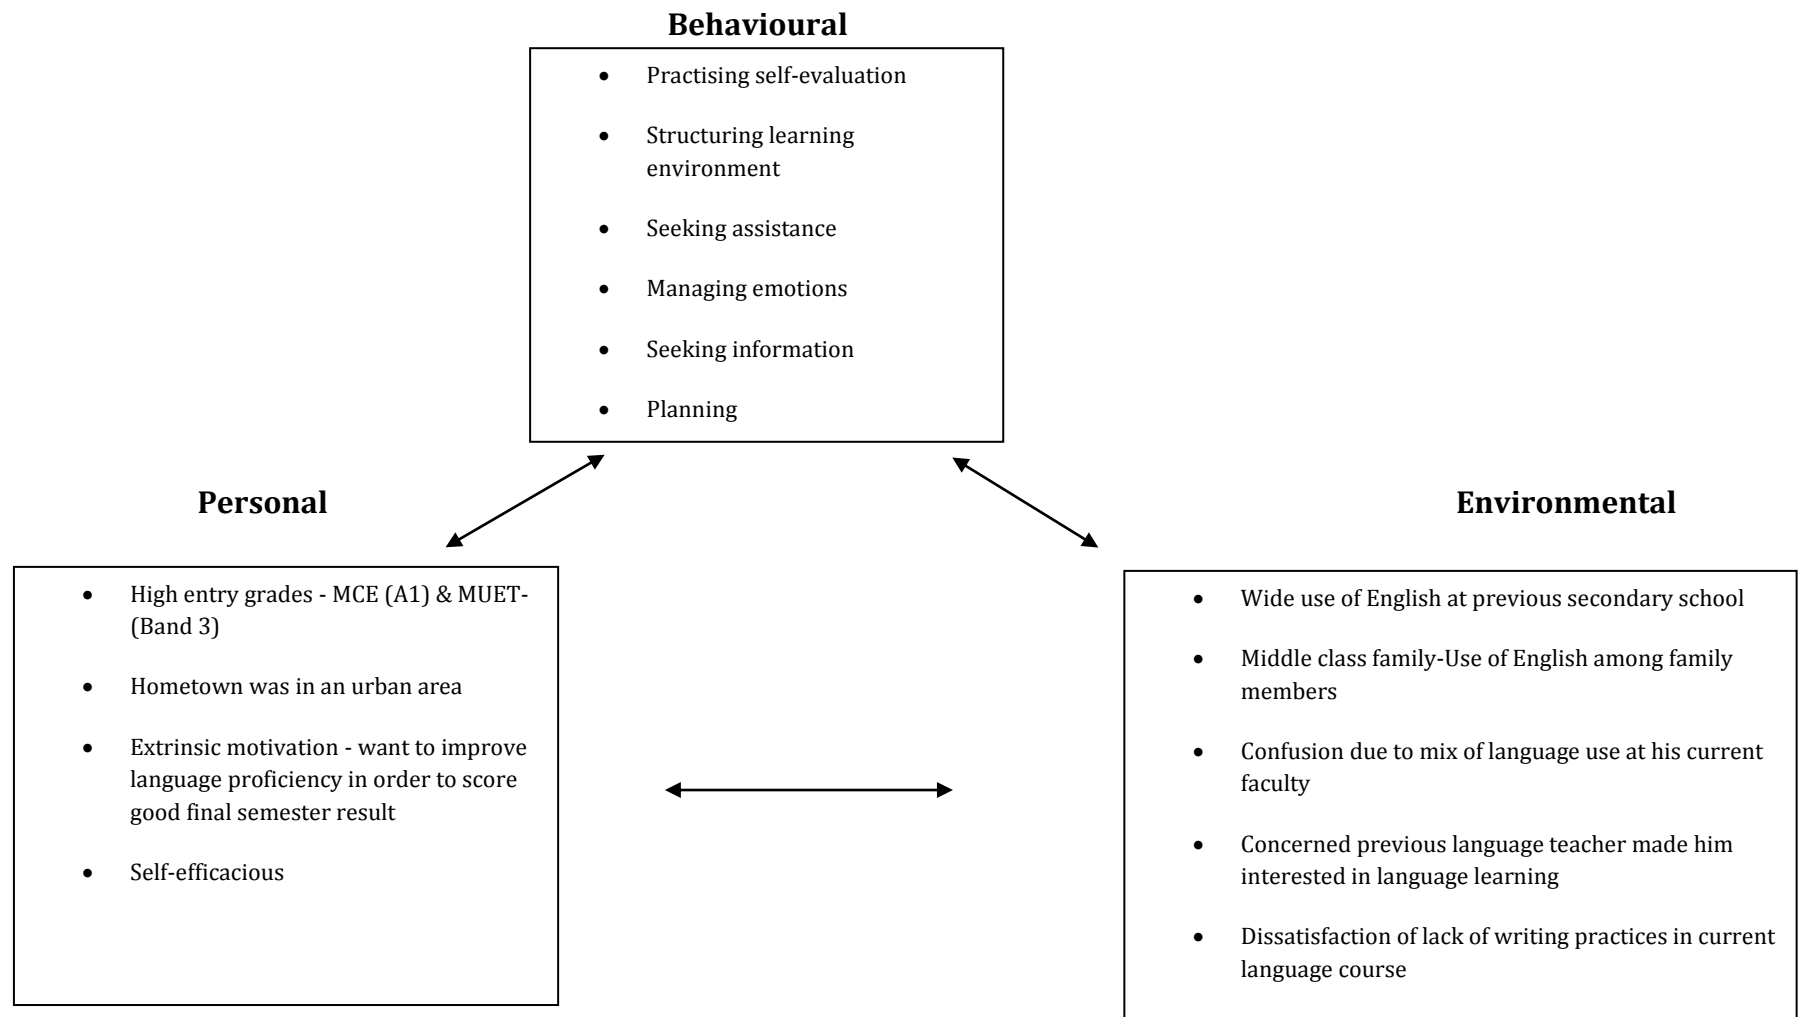 Behavioural
• Practising self-evaluation
• Structuring learning
environment
• Seeking assistance
• Managing emotions
• Seeking information
• Planning
Personal
• High entry grades - MCE (A1) & MUET-
(Band 3)
• Hometown was in an urban area
• Extrinsic motivation - want to improve
language proficiency in order to score
good final semester result
• Self-efficacious
Environmental
• Wide use of English at previous secondary school
• Middle class family-Use of English among family
members
• Confusion due to mix of language use at his current
faculty
• Concerned previous language teacher made him
interested in language learning
• Dissatisfaction of lack of writing practices in current
language course